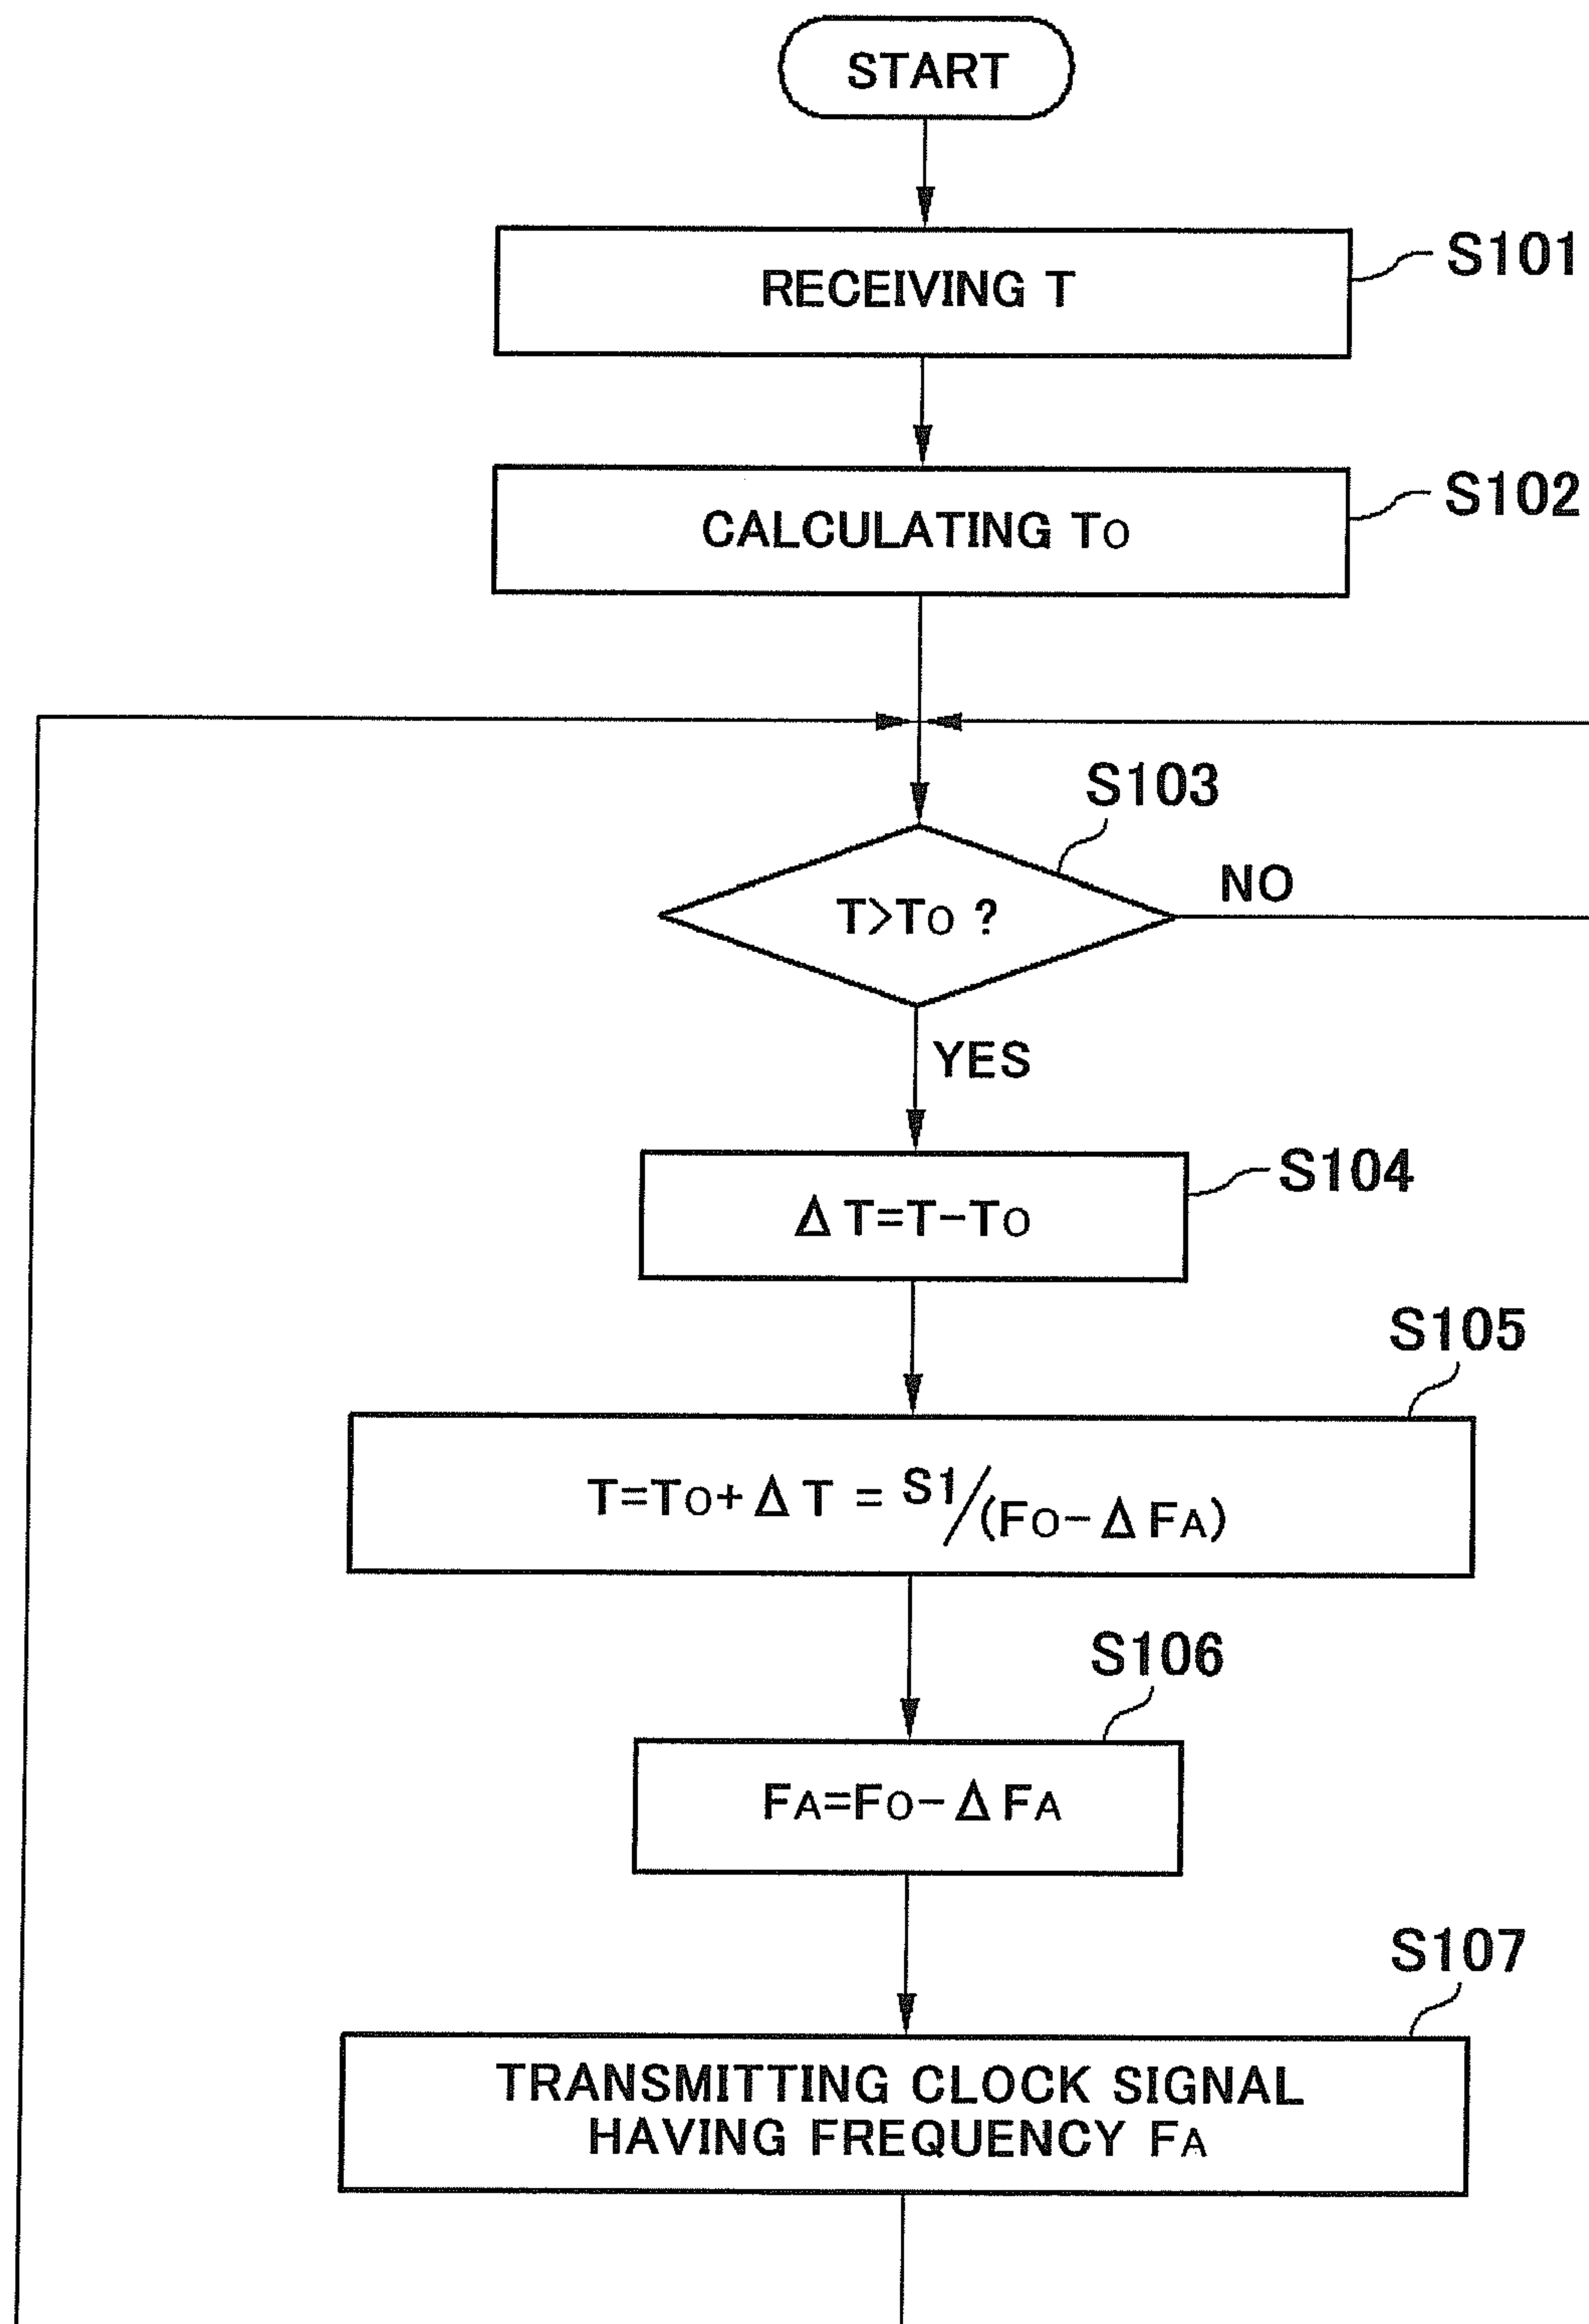 START
RECEIVING T
S101
CALCULATING TO
S102
S103
T>TO ?
NO
YES
ΔT=T-TO
S104
S105
T=TO+ΔT = S1/(FO-ΔFA)
S106
FA=FO-ΔFA
S107
TRANSMITTING CLOCK SIGNAL
HAVING FREQUENCY FA